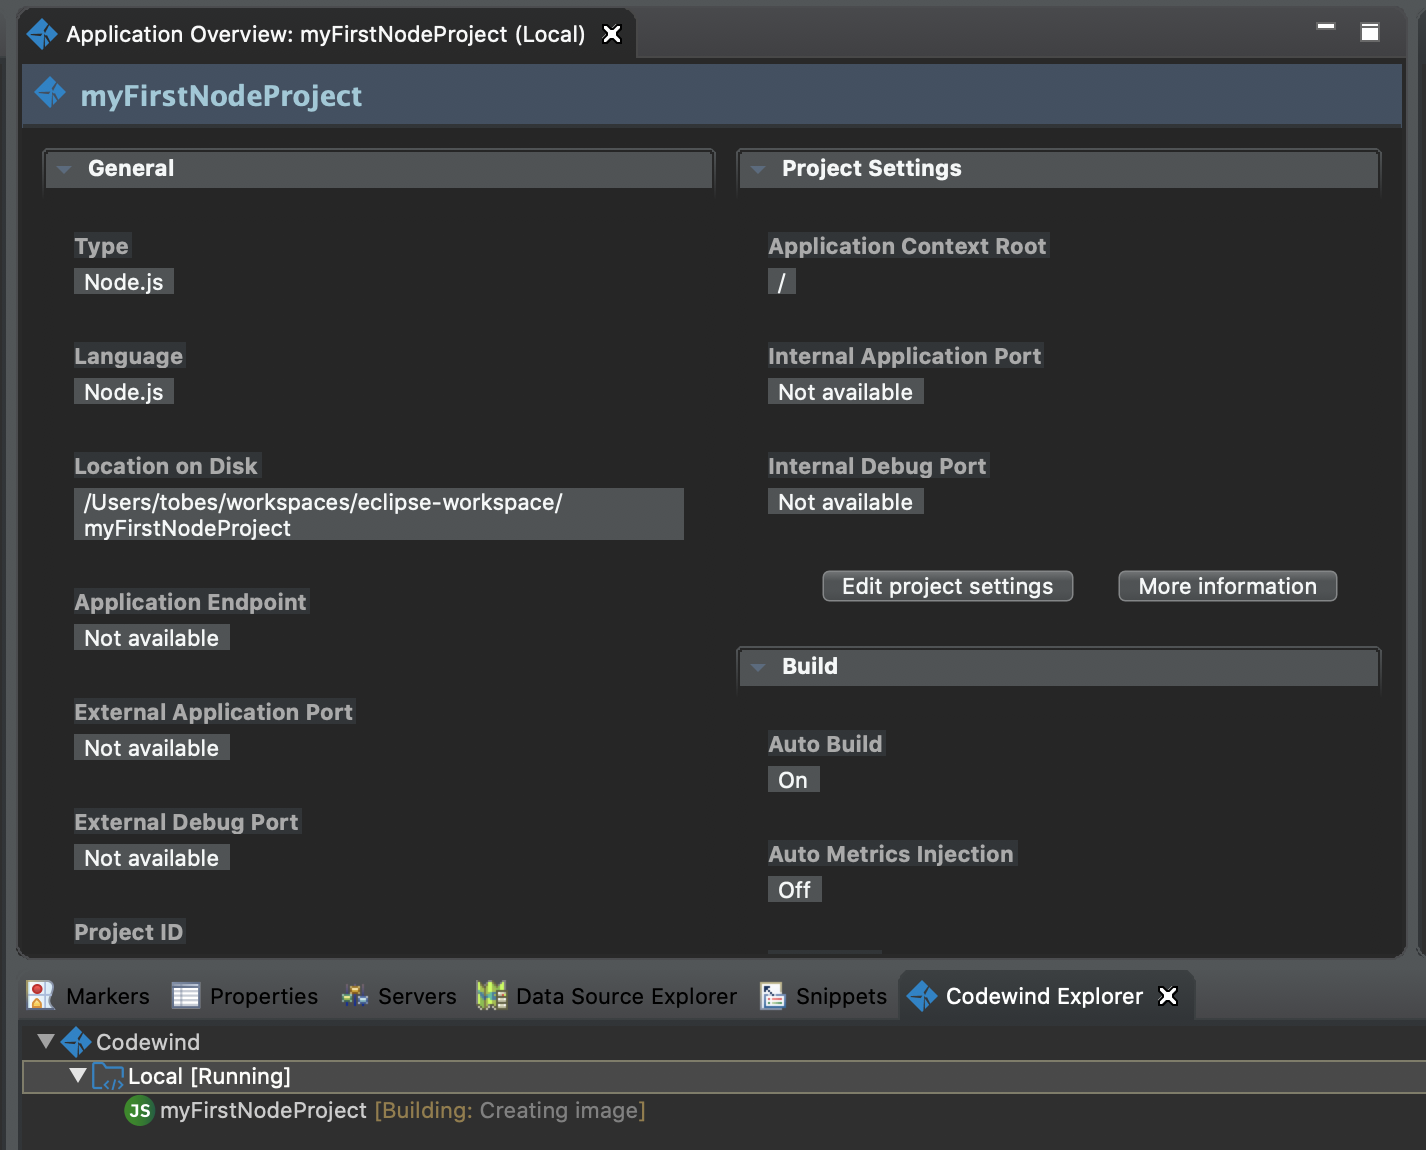 Application Overview: myFirstNodeProject (Local)
myFirstNodeProject
General
Type
Node.js
Language
Node.js
Location on Disk
/Users/tobes/workspaces/eclipse-workspace/
myFirstNodeProject
Application Endpoint
Not available
External Application Port
Not available
External Debug Port
Not available
Project ID
Project Settings
Application Context Root
/
Internal Application Port
Not available
Internal Debug Port
Not available
Edit project settings More information
Build
Auto Build
On
Auto Metrics Injection
Off
Markers Properties Servers Data Source Explorer Snippets Codewind Explorer
Codewind
Local [Running]
JS myFirstNodeProject [Building: Creating image]